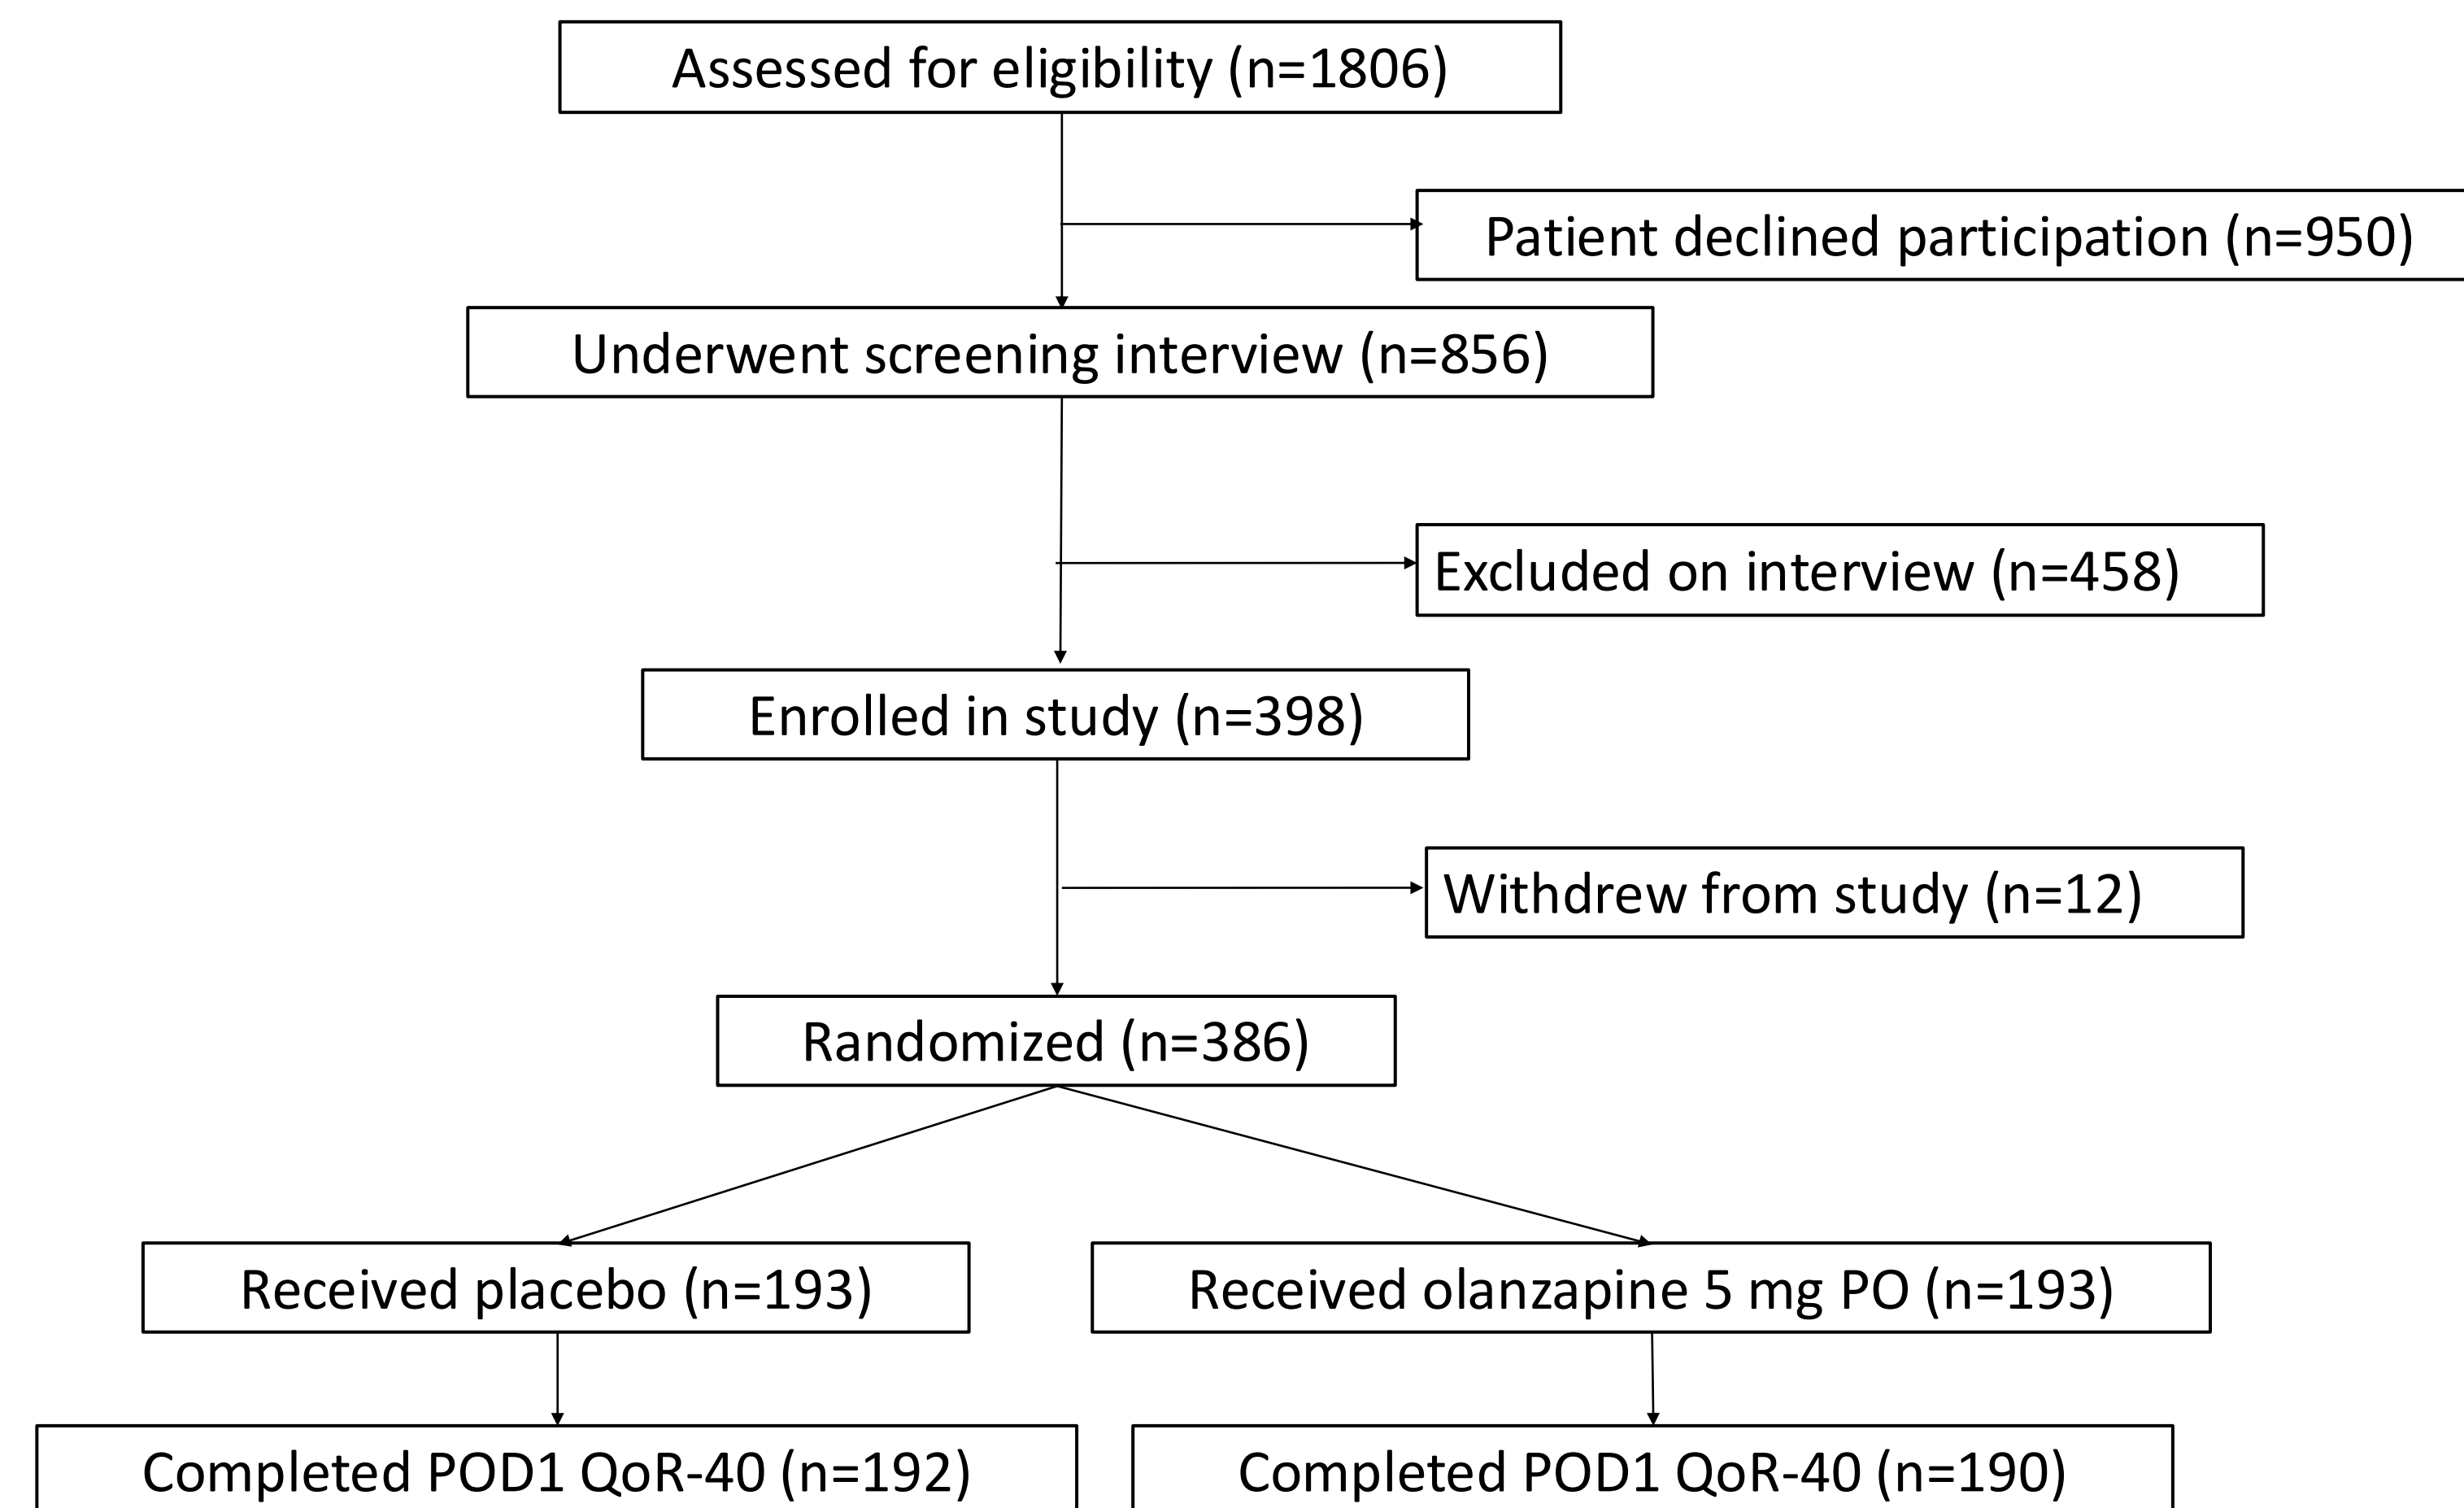 Assessed for eligibility (n=1806)
Patient declined participation (n=950)
Underwent screening interview (n=856)
Excluded on interview (n=458)
Enrolled in study (n=398)
Withdrew from study (n=12)
Randomized (n=386)
Received placebo (n=193)
Received olanzapine 5 mg PO (n=193)
Completed POD1 QoR-40 (n=192)
Completed POD1 QoR-40 (n=190)